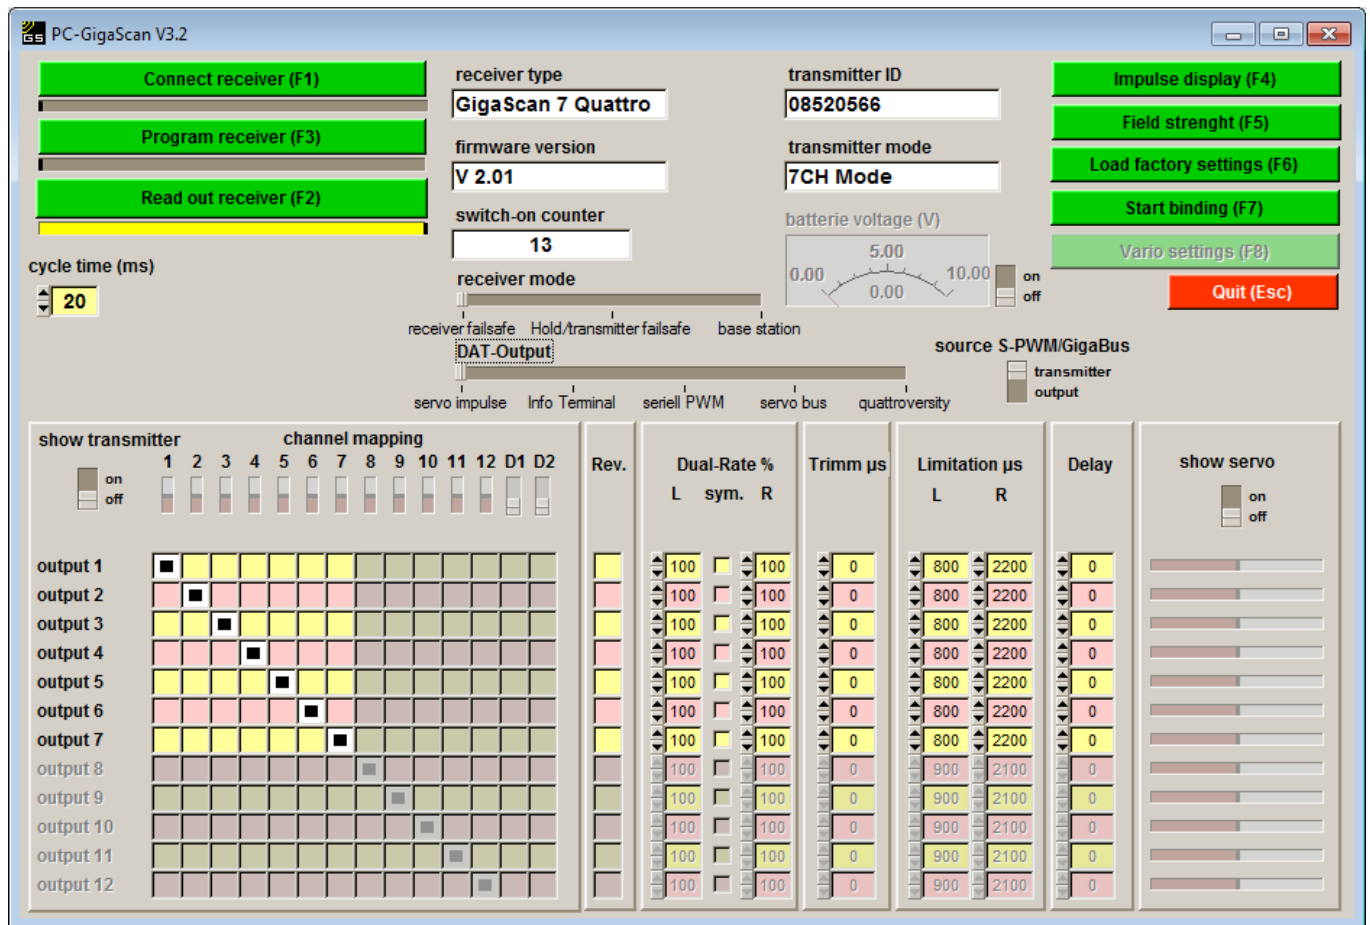 GS PC-GigaScan V3.2
Connect receiver (F1)
Program receiver (F3)
Read out receiver (F2)
cycle time (ms)
20
receiver type
GigaScan 7 Quattro
firmware version
V 2.01
switch-on counter
13
receiver mode
receiver failsafe Hold/transmitter failsafe base station
DAT-Output
servo impulse Info Terminal seriell PWM servo bus quattroversity
transmitter ID
08520566
transmitter mode
7CH Mode
batterie voltage (V)
5.00
0.00 10.00
0.00
on
off
source S-PWM/GigaBus
transmitter
output
Impulse display (F4)
Field strenght (F5)
Load factory settings (F6)
Start binding (F7)
Vario settings (F8)
Quit (Esc)
show transmitter channel mapping
1 2 3 4 5 6 7 8 9 10 11 12 D1 D2
on
off
Rev.
Dual-Rate %
L sym. R
Trimm µs
Limitation µs
L R
Delay
show servo
on
off
output 1 100 100 0 800 2200 0
output 2 100 100 0 800 2200 0
output 3 100 100 0 800 2200 0
output 4 100 100 0 800 2200 0
output 5 100 100 0 800 2200 0
output 6 100 100 0 800 2200 0
output 7 100 100 0 800 2200 0
output 8 100 100 0 900 2100 0
output 9 100 100 0 900 2100 0
output 10 100 100 0 900 2100 0
output 11 100 100 0 900 2100 0
output 12 100 100 0 900 2100 0